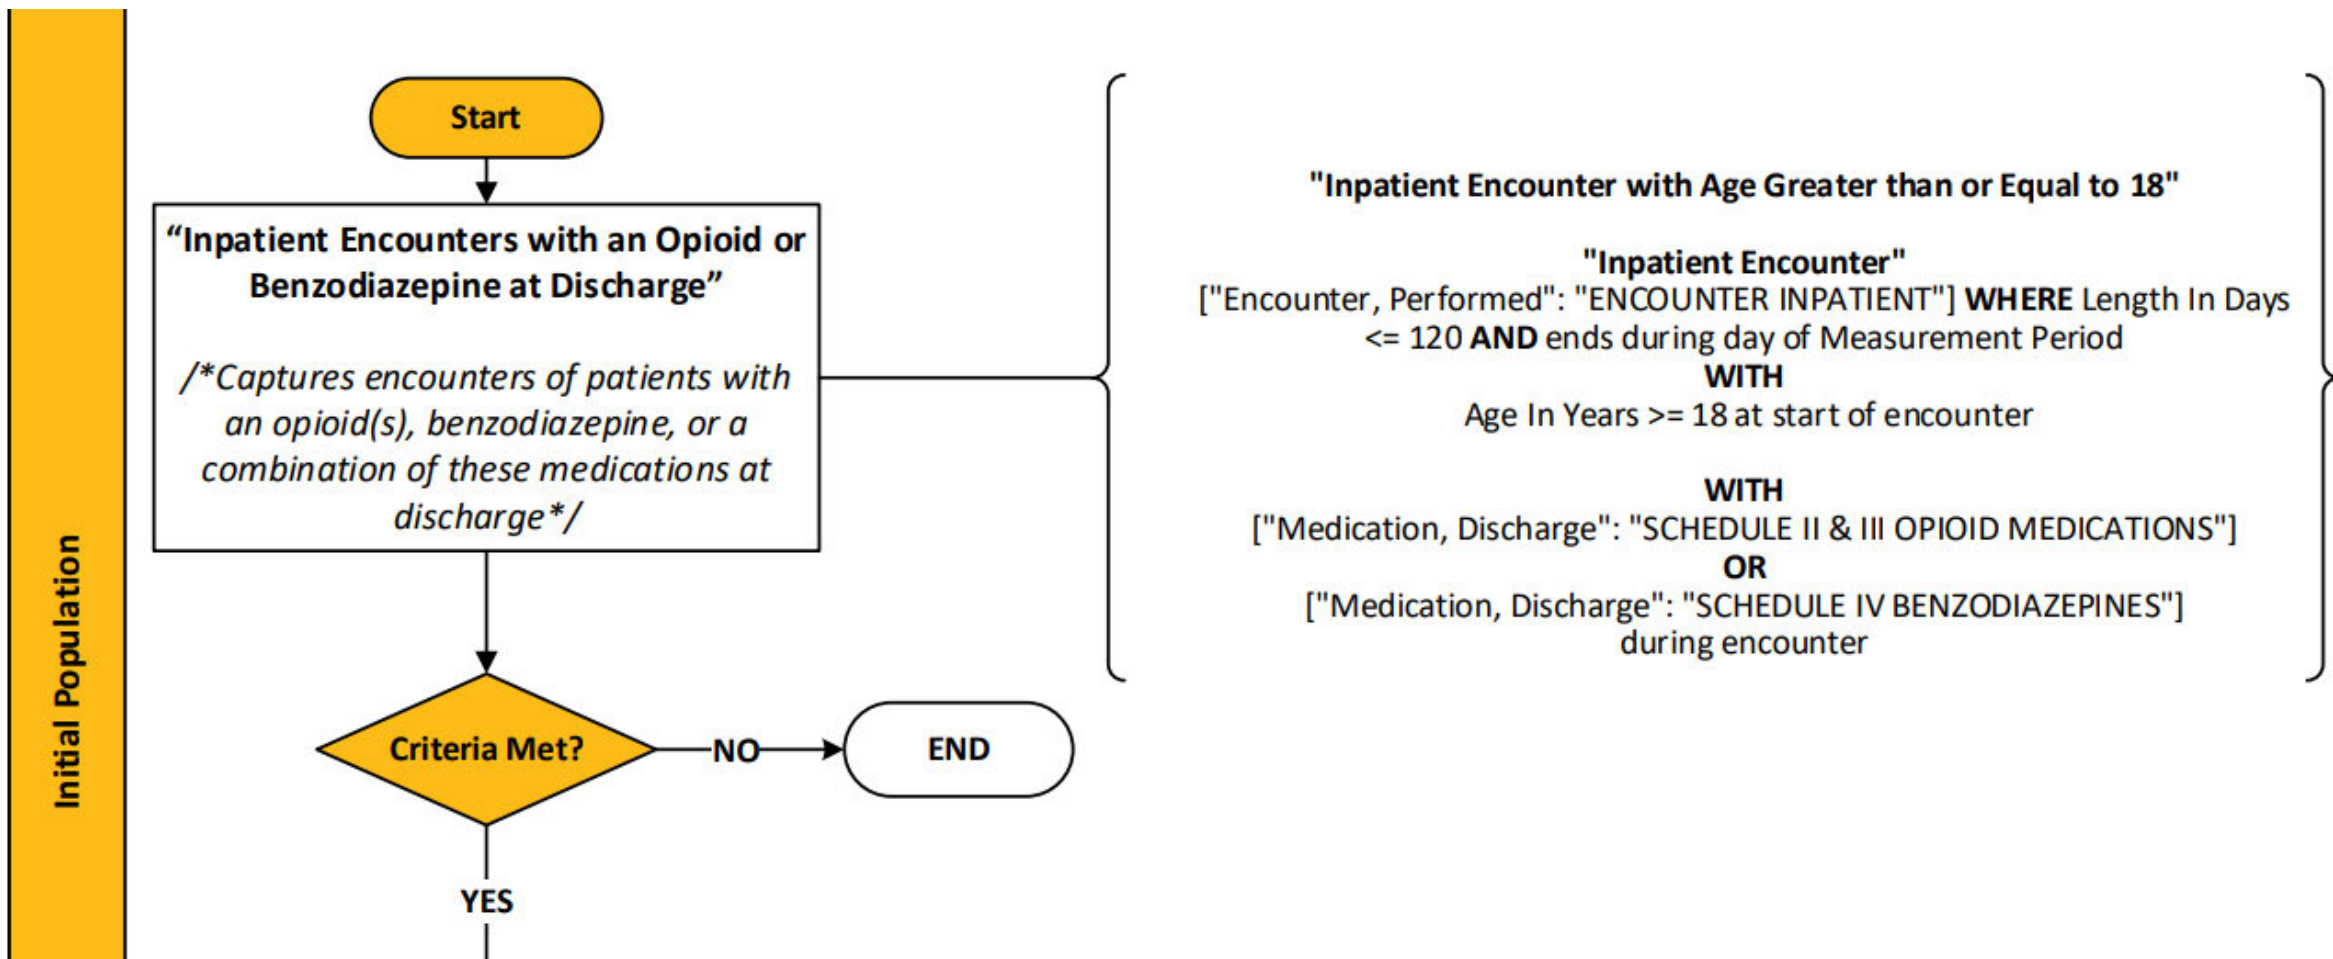 Initial Population
Start
“Inpatient Encounters with an Opioid or
Benzodiazepine at Discharge”
/*Captures encounters of patients with
an opioid(s), benzodiazepine, or a
combination of these medications at
discharge*/
Criteria Met?
NO
END
YES
"Inpatient Encounter with Age Greater than or Equal to 18"
"Inpatient Encounter"
["Encounter, Performed": "ENCOUNTER INPATIENT"] WHERE Length In Days
<= 120 AND ends during day of Measurement Period
WITH
Age In Years >= 18 at start of encounter
WITH
["Medication, Discharge": "SCHEDULE II & III OPIOID MEDICATIONS"]
OR
["Medication, Discharge": "SCHEDULE IV BENZODIAZEPINES"]
during encounter